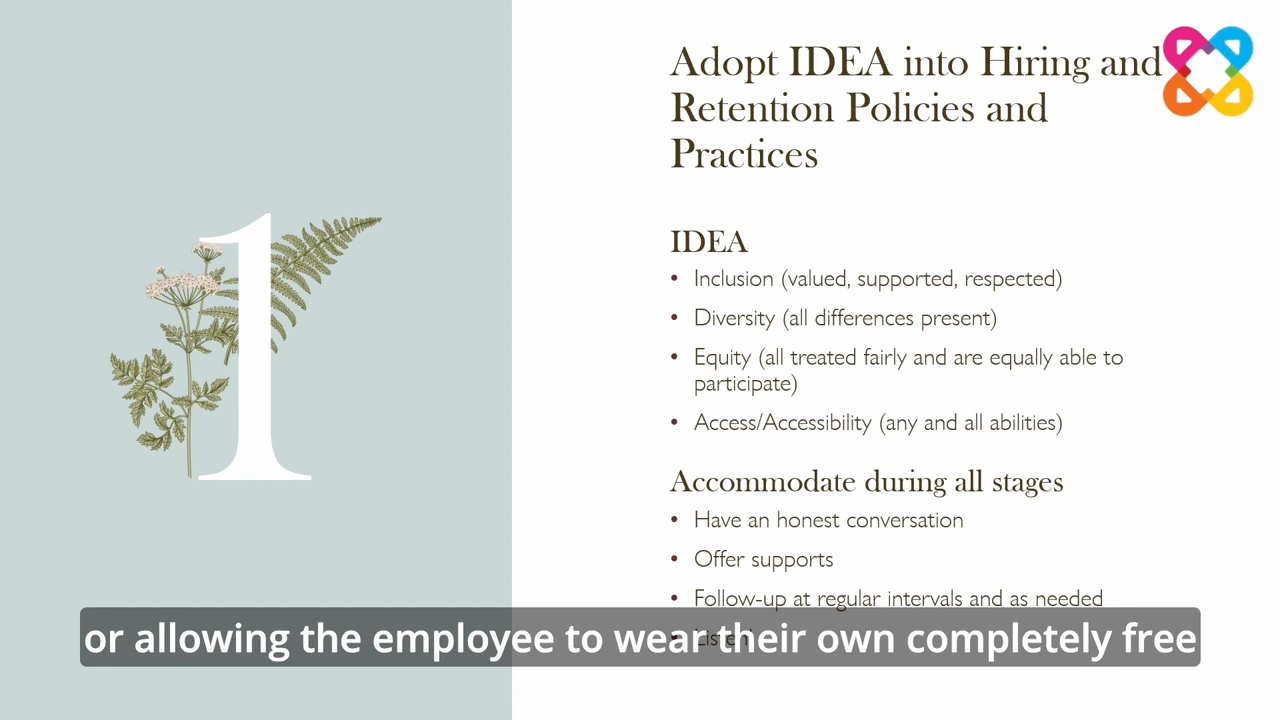 1
Adopt IDEA into Hiring and
Retention Policies and
Practices
IDEA
• Inclusion (valued, supported, respected)
• Diversity (all differences present)
• Equity (all treated fairly and are equally able to
participate)
• Access/Accessibility (any and all abilities)
Accommodate during all stages
• Have an honest conversation
• Offer supports
• Follow-up at regular intervals and as needed
or allowing the employee to wear their own completely free